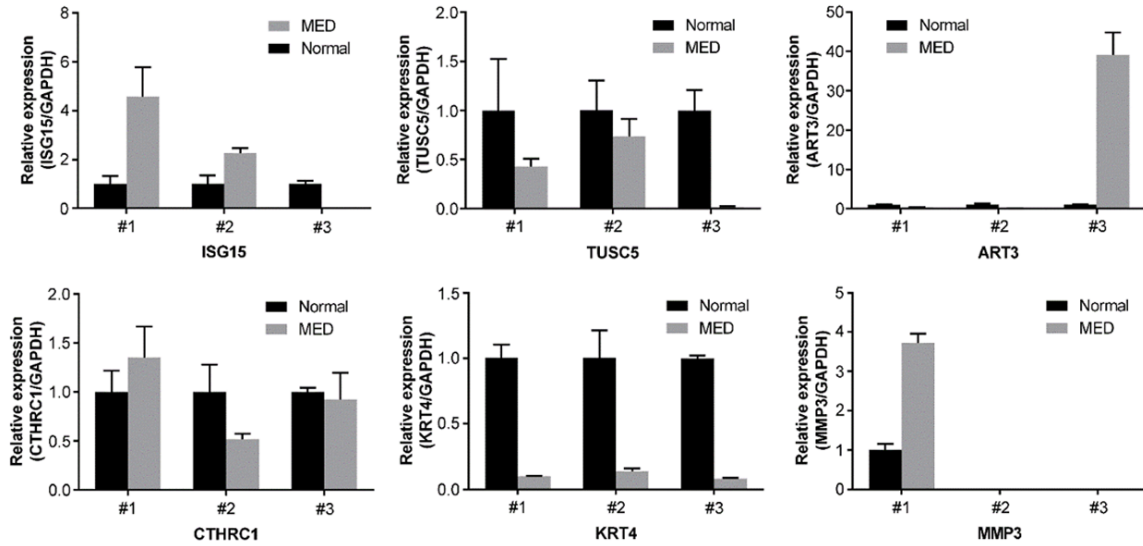 Relative expression
(ISG15/GAPDH)
8
6
4
2
0
MED
Normal
#1
#2
#3
ISG15
Relative expression
(TUSC5/GAPDH)
2.0
1.5
1.0
0.5
0.0
Normal
MED
#1
#2
#3
TUSC5
Relative expression
(ART3/GAPDH)
50
40
30
20
10
0
Normal
MED
#1
#2
#3
ART3
Relative expression
(CTHRC1/GAPDH)
2.0
1.5
1.0
0.5
0.0
Normal
MED
#1
#2
#3
CTHRC1
Relative expression
(KRT4/GAPDH)
1.5
1.0
0.5
0.0
Normal
MED
#1
#2
#3
KRT4
Relative expression
(MMP3/GAPDH)
5
4
3
2
1
0
Normal
MED
#1
#2
#3
MMP3